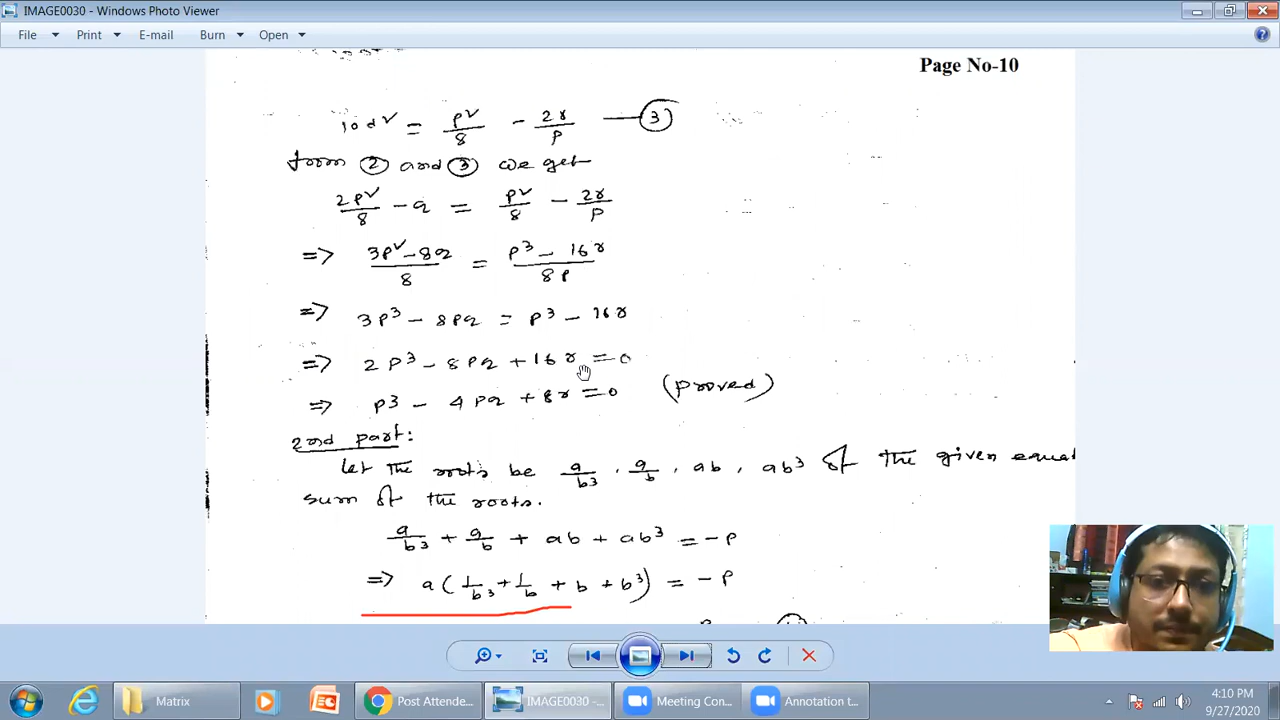 IMAGE0030 - Windows Photo Viewer
File Print E-mail Burn Open
Page No-10
10d² = p²/8 - 2r/p —③
from ② and ③ we get
2p²/8 - q = p²/8 - 2r/p
=> 3p² - 8q / 8 = p³ - 16r / 8p
=> 3p³ - 8pq = p³ - 16r
=> 2p³ - 8pq + 16r = 0
=> p³ - 4pq + 8r = 0 (proved)
2nd part:
let the roots be a/b³, a/b, ab, ab³ of the given equat
sum of the roots.
a/b³ + a/b + ab + ab³ = -p
=> a(1/b³ + 1/b + b + b³) = -p
Matrix
Post Attende...
IMAGE0030 -...
Meeting Con...
Annotation t...
4:10 PM
9/27/2020